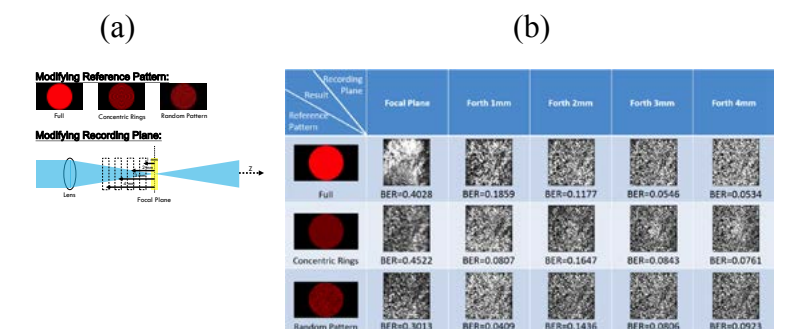 (a)
(b)
Modifying Reference Pattern:
Full
Concentric Rings
Random Pattern
Modifying Recording Plane:
Z
Lens
Focal Plane
Recording Plane
Result
Reference Pattern
Focal Plane
Forth 1mm
Forth 2mm
Forth 3mm
Forth 4mm
Full
BER=0.4028
BER=0.1859
BER=0.1177
BER=0.0546
BER=0.0534
Concentric Rings
BER=0.4522
BER=0.0807
BER=0.1647
BER=0.0843
BER=0.0761
Random Pattern
BER=0.3013
BER=0.0409
BER=0.1436
BER=0.0806
BER=0.0923